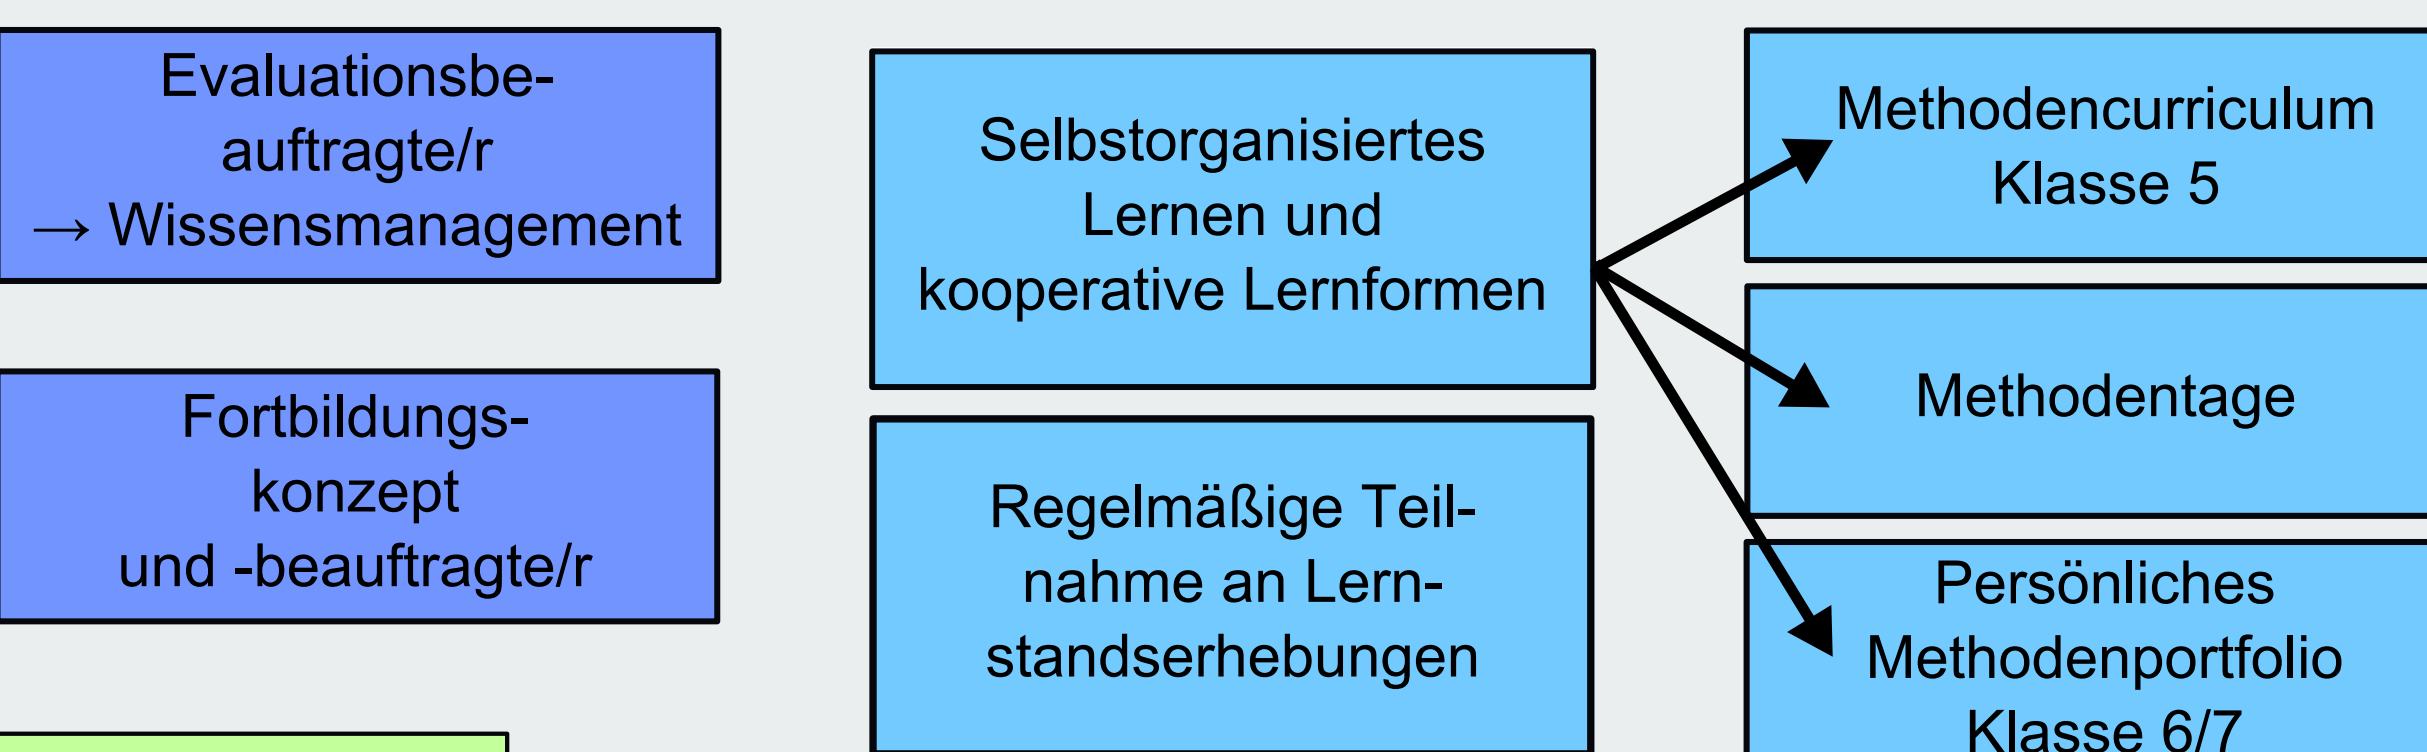 Evaluationsbe-
auftragte/r
→ Wissensmanagement
Fortbildungs-
konzept
und -beauftragte/r
Selbstorganisiertes
Lernen und
kooperative Lernformen
Regelmäßige Teil-
nahme an Lern-
standserhebungen
Methodencurriculum
Klasse 5
Methodentage
Persönliches
Methodenportfolio
Klasse 6/7